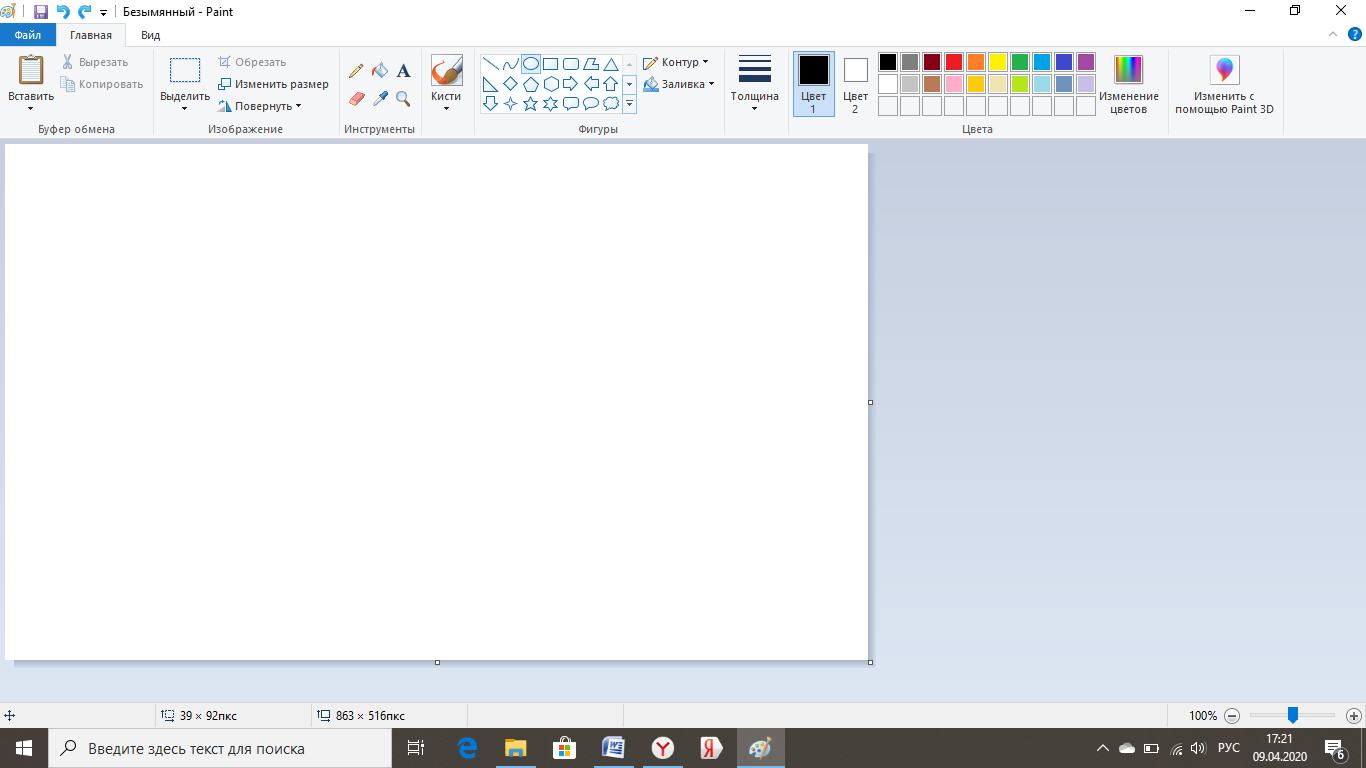 Безымянный - Paint
Файл
Главная
Вид
Вставить
Вырезать
Копировать
Буфер обмена
Выделить
Обрезать
Изменить размер
Повернуть
Изображение
A
Инструменты
Кисти
Контур
Заливка
Фигуры
Толщина
Цвет
1
Цвет
2
Изменение
цветов
Цвета
Изменить с
помощью Paint 3D
39 × 92пкс
863 × 516пкс
100%
Введите здесь текст для поиска
РУС
17:21
09.04.2020
6